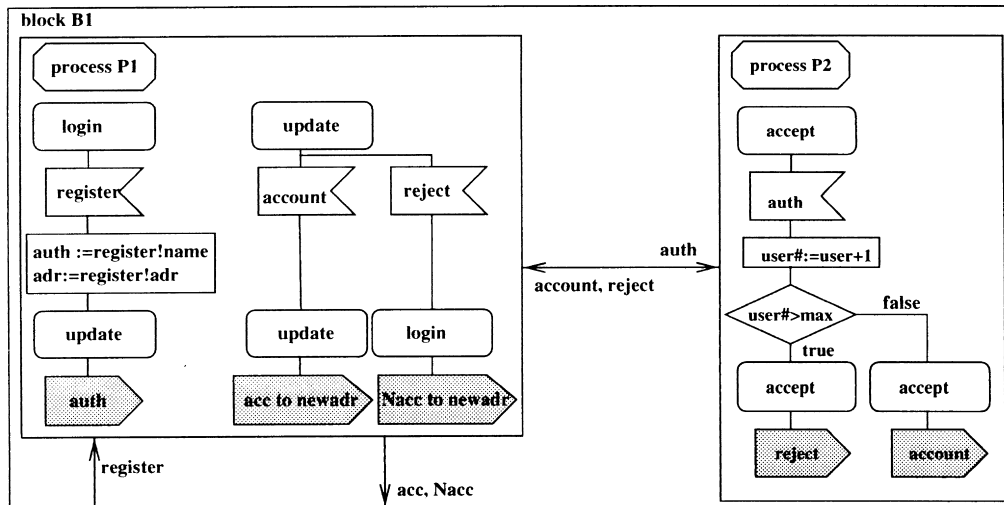 block B1
process P1
login
register
auth :=register!name
adr:=register!adr
update
auth
update
account
reject
update
login
acc to newadr
Nacc to newadr
register
acc, Nacc
auth
account, reject
process P2
accept
auth
user#:=user+1
user#>max
false
true
accept
accept
reject
account